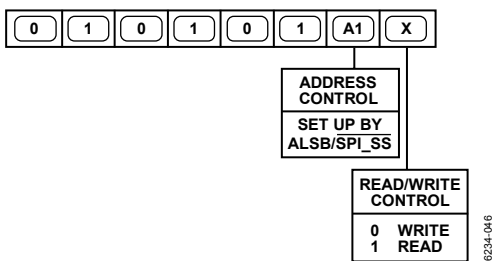 0 1 0 1 0 1 A1 X
ADDRESS
CONTROL
SET UP BY
ALSB/SPI_SS
READ/WRITE
CONTROL
0 WRITE
1 READ
6234-046